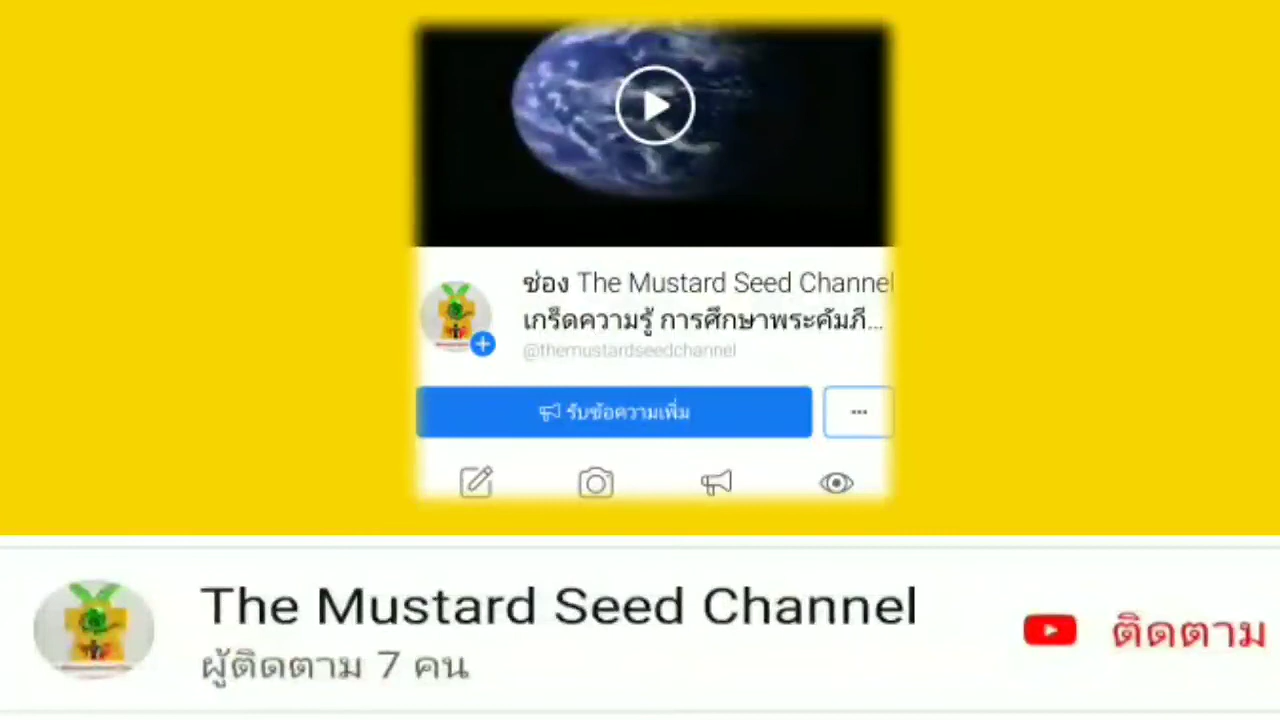 ช่อง The Mustard Seed Channel
เกร็ดความรู้ การศึกษาพระคัมภี...
@themustardseedchannel
รับข้อความเพิ่ม
The Mustard Seed Channel
ผู้ติดตาม 7 คน
ติดตาม